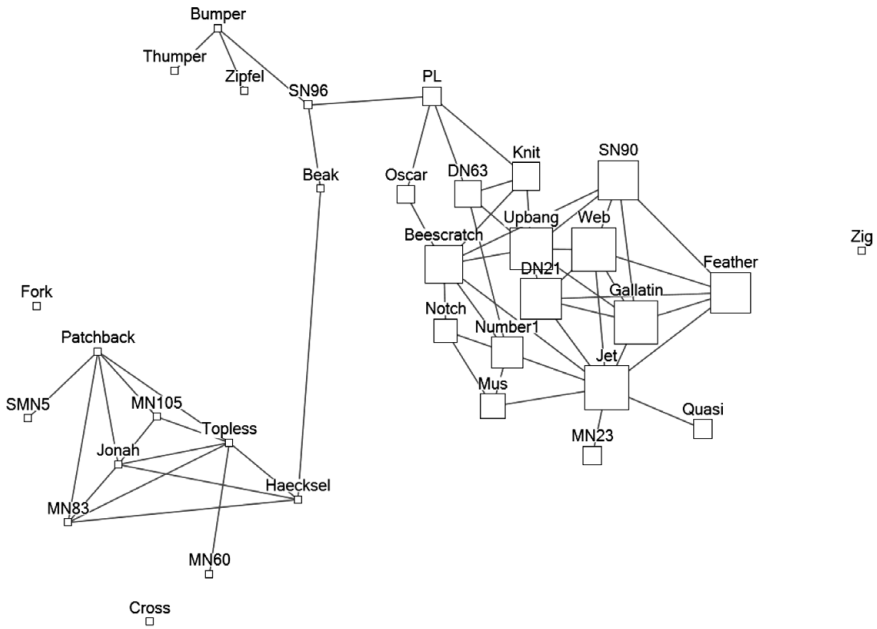 Bumper
Thumper
Zipfel
PL
SN96
Knit
SN90
Beak
Oscar
DN63
Upbang
Web
Beescratch
Zig
Feather
DN21
Fork
Gallatin
Notch
Number1
Patchback
Jet
Mus
SMN5
MN105
Quasi
Topless
MN23
Jonah
Haecksel
MN83
MN60
Cross